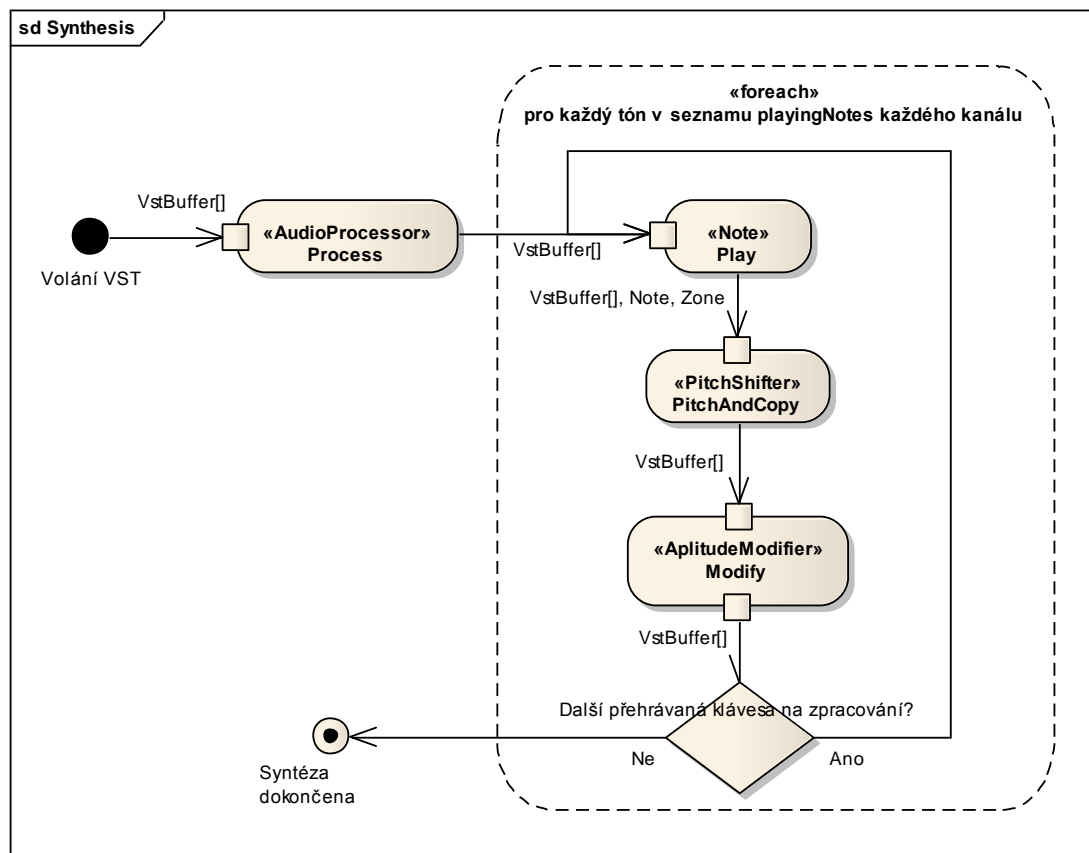 sd Synthesis
«foreach»
pro každý tón v seznamu playingNotes každého kanálu
VstBuffer[]
«AudioProcessor»
Process
Volání VST
VstBuffer[]
«Note»
Play
VstBuffer[], Note, Zone
«PitchShifter»
PitchAndCopy
VstBuffer[]
«AplitudeModifier»
Modify
VstBuffer[]
Další přehrávaná klávesa na zpracování?
Ne
Ano
Syntéza
dokončena